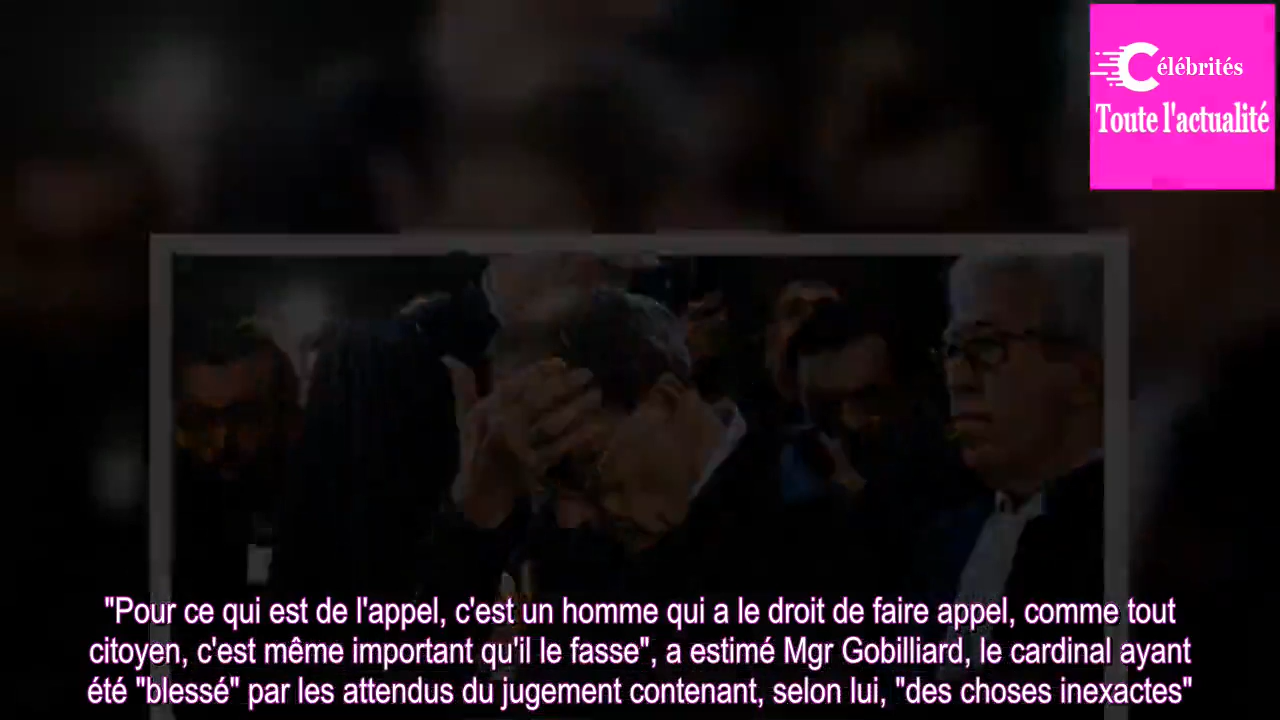 Célébrités
Toute l'actualité
"Pour ce qui est de l'appel, c'est un homme qui a le droit de faire appel, comme tout
citoyen, c'est même important qu'il le fasse", a estimé Mgr Gobilliard, le cardinal ayant
été "blessé" par les attendus du jugement contenant, selon lui, "des choses inexactes"